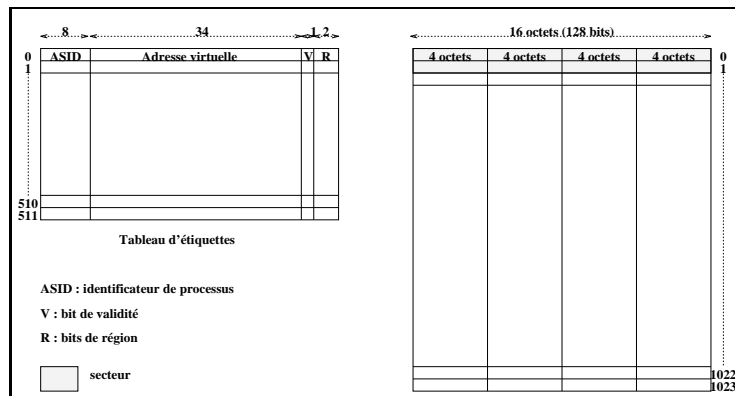 8 34 1 2
0 ASID Adresse virtuelle V R
1
510
511
Tableau d'étiquettes
ASID : identificateur de processus
V : bit de validité
R : bits de région
secteur
16 octets (128 bits)
4 octets 4 octets 4 octets 4 octets 0
1
1022
1023